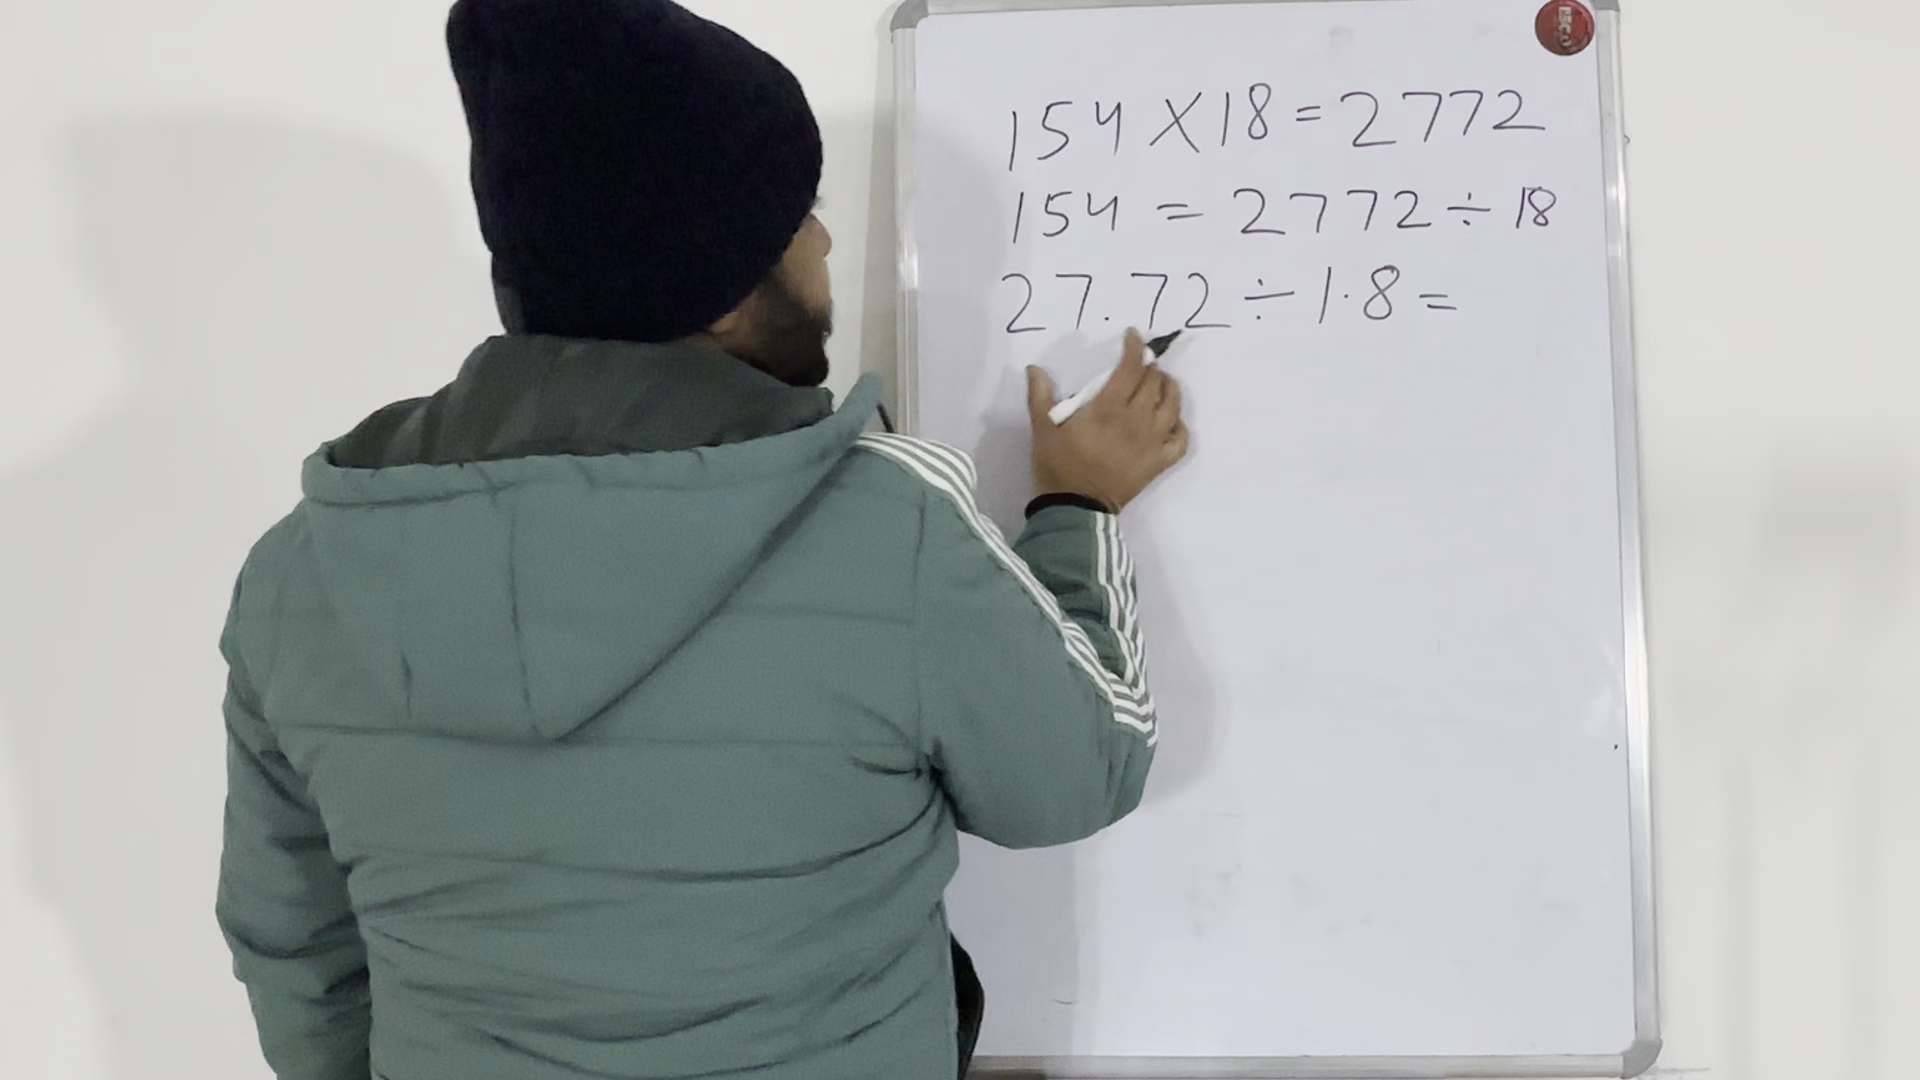 154 X 18 = 2772
154 = 2772 ÷ 18
27.72 ÷ 1.8 =